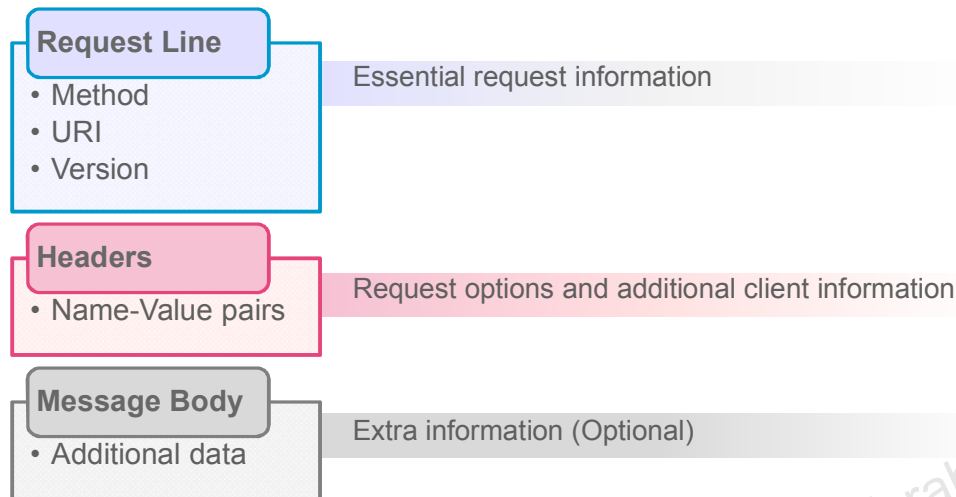 Request Line
Essential request information
• Method
• URI
• Version
Headers
Request options and additional client information
• Name-Value pairs
Message Body
Extra information (Optional)
• Additional data